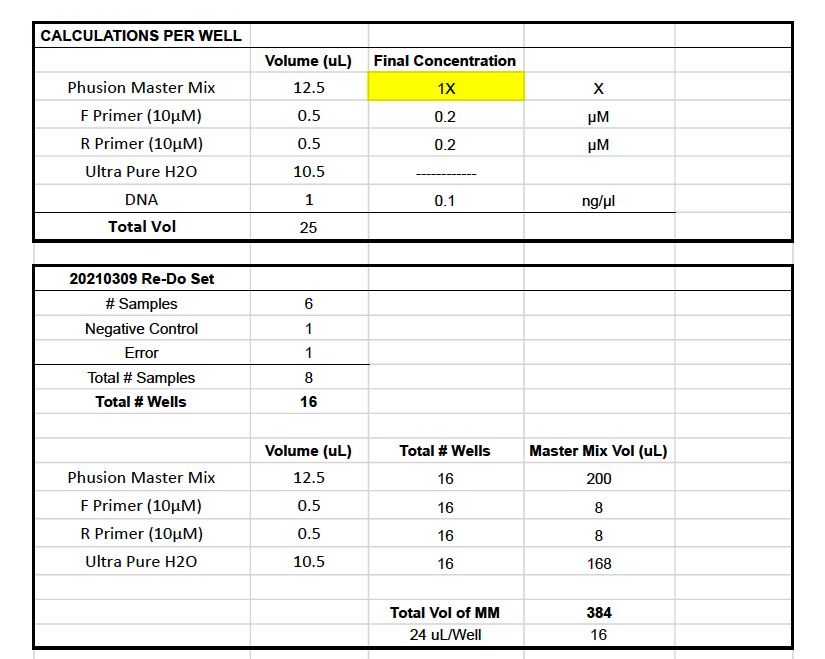 CALCULATIONS PER WELL
Volume (uL) Final Concentration
Phusion Master Mix 12.5 1X X
F Primer (10µM) 0.5 0.2 µM
R Primer (10µM) 0.5 0.2 µM
Ultra Pure H2O 10.5 ------------
DNA 1 0.1 ng/µl
Total Vol 25
20210309 Re-Do Set
# Samples 6
Negative Control 1
Error 1
Total # Samples 8
Total # Wells 16
Volume (uL) Total # Wells Master Mix Vol (uL)
Phusion Master Mix 12.5 16 200
F Primer (10µM) 0.5 16 8
R Primer (10µM) 0.5 16 8
Ultra Pure H2O 10.5 16 168
Total Vol of MM 384
24 uL/Well 16